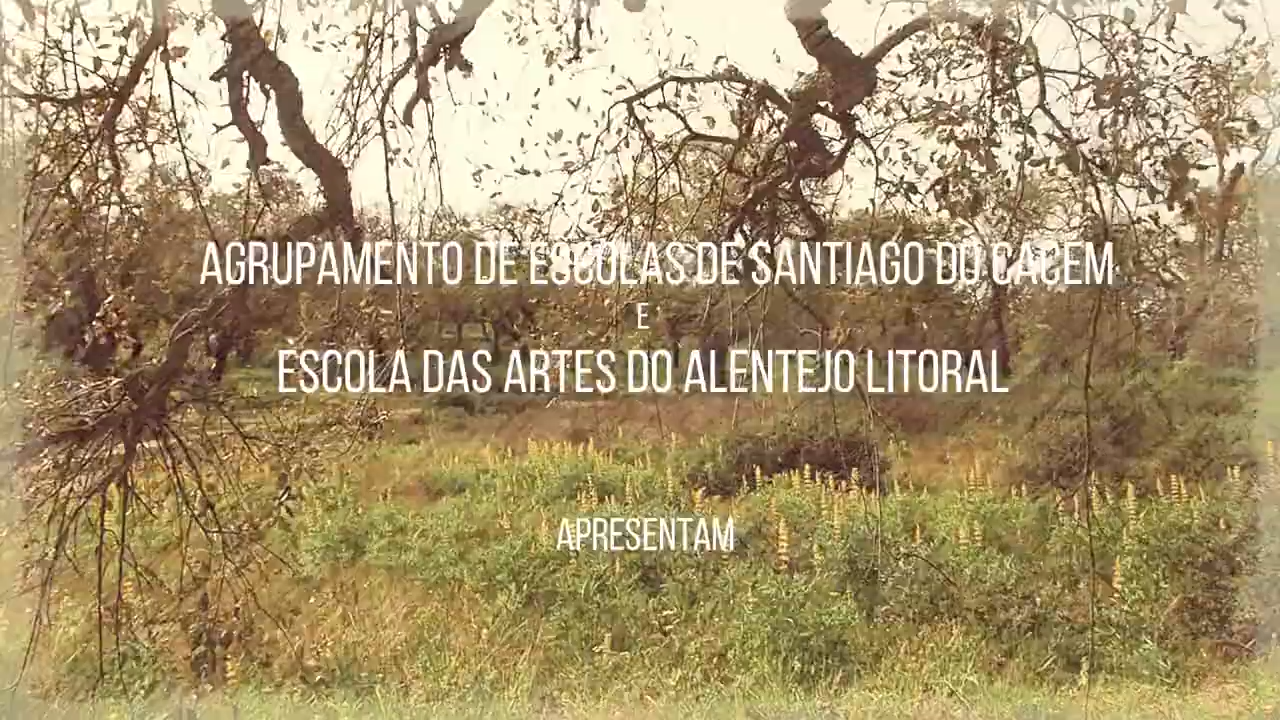 AGRUPAMENTO DE ESCOLAS DE SANTIAGO DO CACEM
E
ESCOLA DAS ARTES DO ALENTEJO LITORAL
APRESENTAM